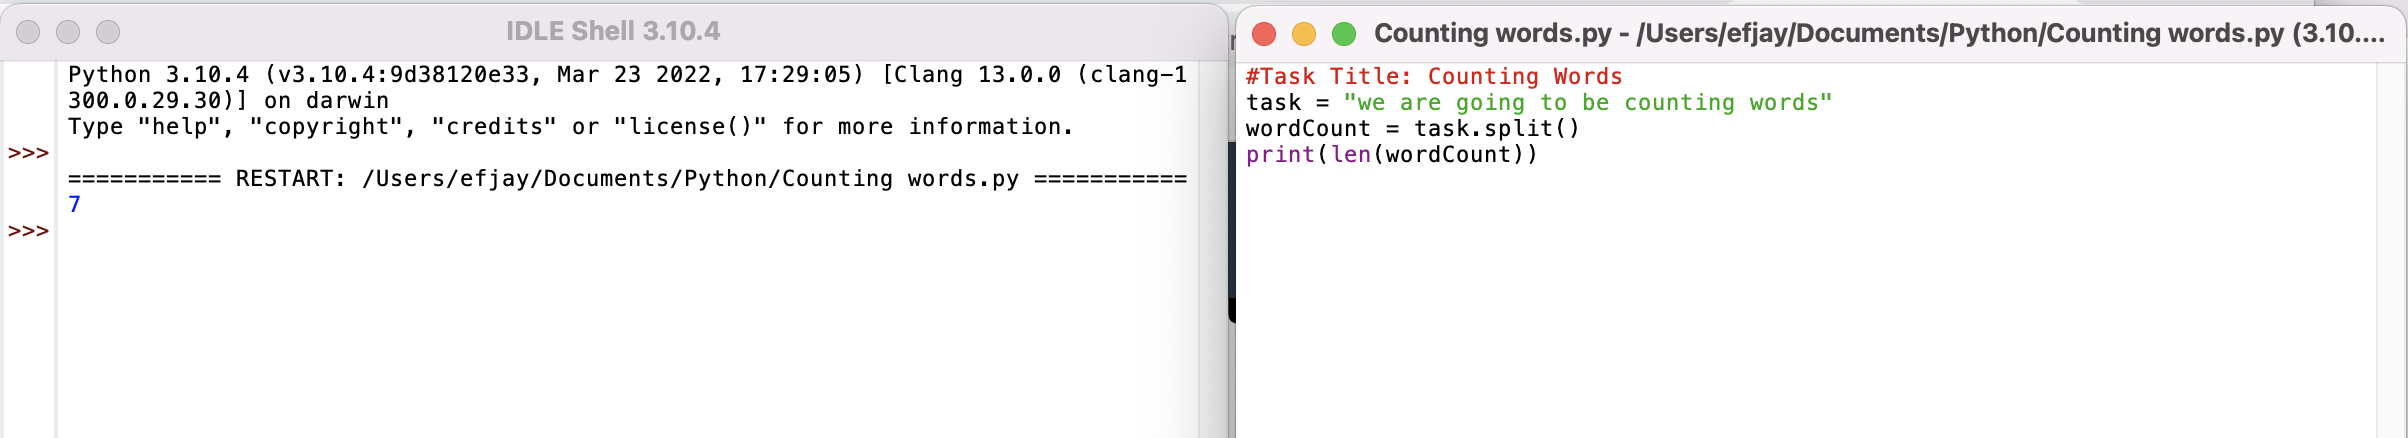 IDLE Shell 3.10.4
Python 3.10.4 (v3.10.4:9d38120e33, Mar 23 2022, 17:29:05) [Clang 13.0.0 (clang-1
300.0.29.30)] on darwin
Type "help", "copyright", "credits" or "license()" for more information.
>>>
=========== RESTART: /Users/efjay/Documents/Python/Counting words.py ===========
7
>>>
Counting words.py - /Users/efjay/Documents/Python/Counting words.py (3.10....
#Task Title: Counting Words
task = "we are going to be counting words"
wordCount = task.split()
print(len(wordCount))